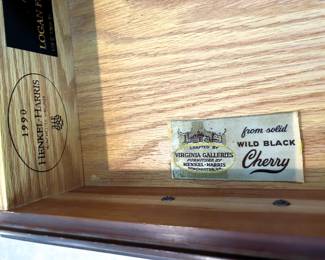 LOGAN
1990
HENKEL-HARRIS
CRAFTED BY
VIRGINIA GALLERIES
FURNITURE BY
HENKEL-HARRIS
WINCHESTER, VA.
from solid
WILD BLACK
Cherry